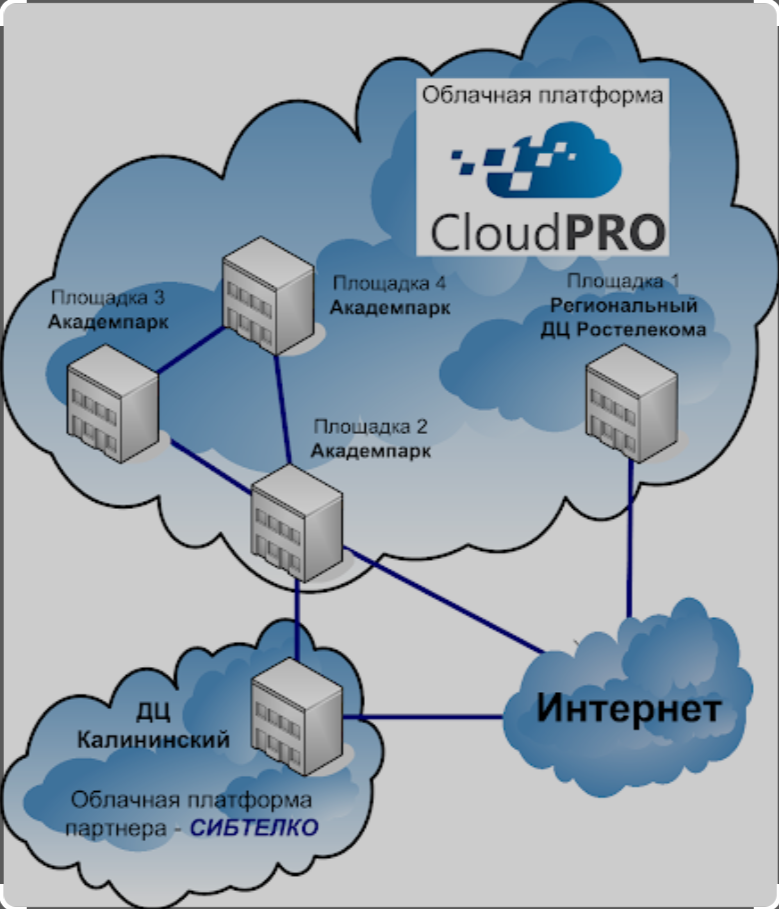 Облачная платформа
CloudPRO
Площадка 1
Региональный
ДЦ Ростелекома
Площадка 4
Академпарк
Площадка 3
Академпарк
Площадка 2
Академпарк
ДЦ
Калининский
Интернет
Облачная платформа
партнера - СИБТЕЛКО